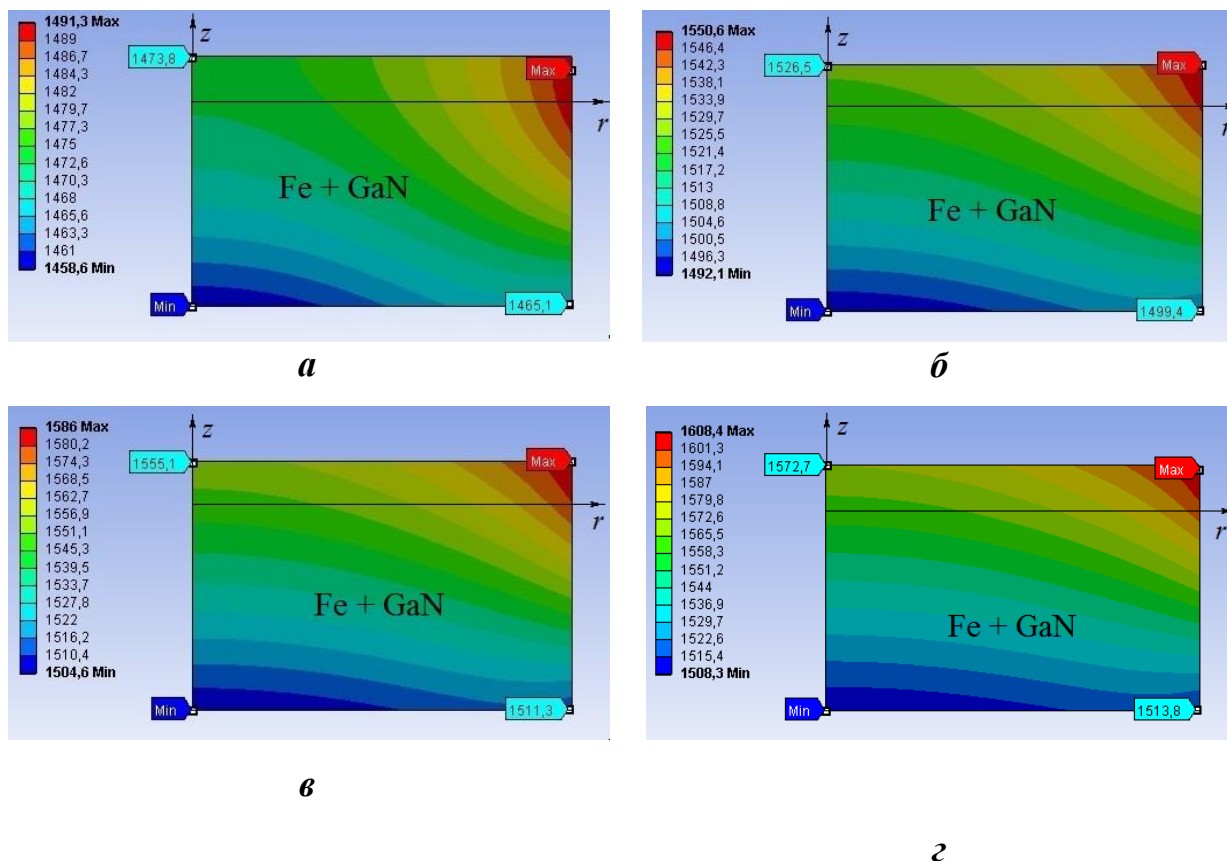 1491,3 Max
1489
1486,7
1484,3
1482
1479,7
1477,3
1475
1472,6
1470,3
1468
1465,6
1463,3
1461
1458,6 Min
z
1473,8
Max
r
Fe + GaN
Min
1465,1
а
1550,6 Max
1546,4
1542,3
1538,1
1533,9
1529,7
1525,5
1521,4
1517,2
1513
1508,8
1504,6
1500,5
1496,3
1492,1 Min
z
1526,5
Max
r
Fe + GaN
Min
1499,4
б
1586 Max
1580,2
1574,3
1568,5
1562,7
1556,9
1551,1
1545,3
1539,5
1533,7
1527,8
1522
1516,2
1510,4
1504,6 Min
z
1555,1
Max
r
Fe + GaN
Min
1511,3
в
1608,4 Max
1601,3
1594,1
1587
1579,8
1572,6
1565,5
1558,3
1551,2
1544
1536,9
1529,7
1522,6
1515,4
1508,3 Min
z
1572,7
Max
r
Fe + GaN
Min
1513,8
г